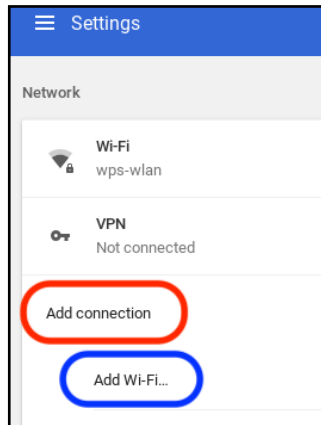 Settings
Network
Wi-Fi
wps-wlan
VPN
Not connected
Add connection
Add Wi-Fi...